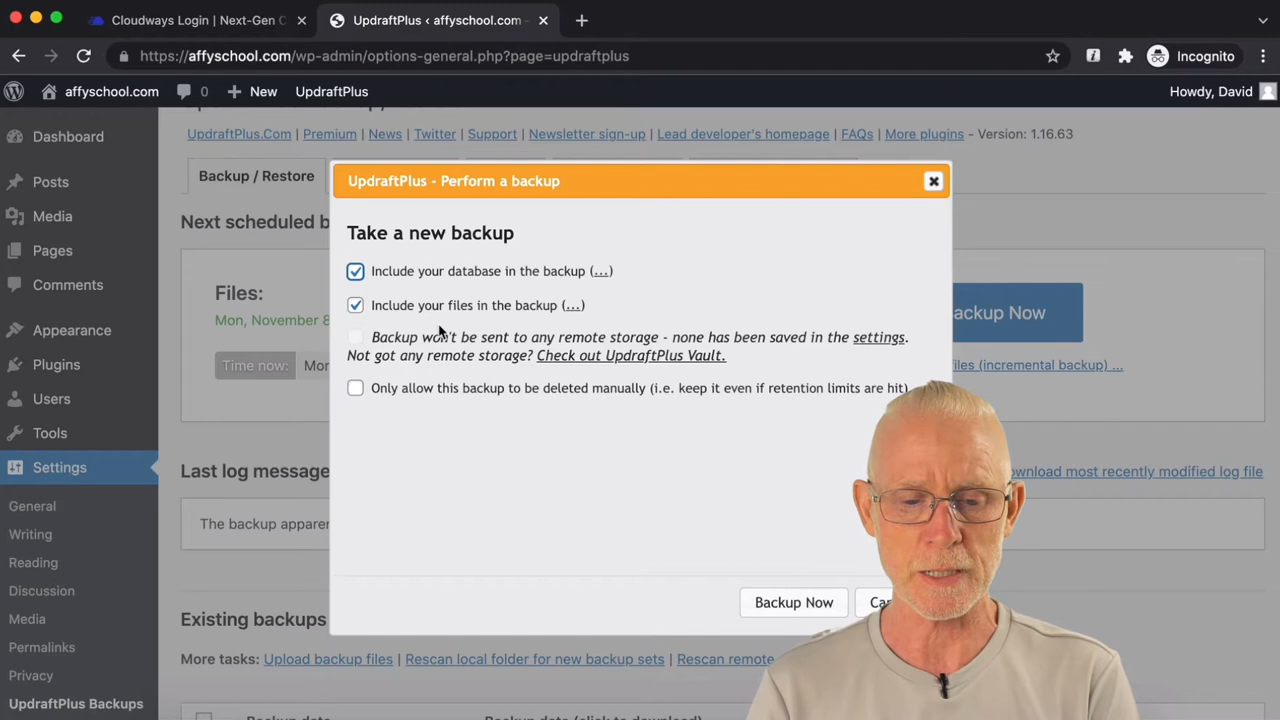 Cloudways Login | Next-Gen C
UpdraftPlus ‹ affyschool.com —
https://affyschool.com/wp-admin/options-general.php?page=updraftplus
Incognito
affyschool.com
0
New
UpdraftPlus
Howdy, David
Dashboard
Posts
Media
Pages
Comments
Appearance
Plugins
Users
Tools
Settings
General
Writing
Reading
Discussion
Media
Permalinks
Privacy
UpdraftPlus Backups
UpdraftPlus.Com | Premium | News | Twitter | Support | Newsletter sign-up | Lead developer's homepage | FAQs | More plugins - Version: 1.16.63
Backup / Restore
Next scheduled b
Files:
Mon, November 8
Time now: Mon
Backup Now
files (incremental backup) ...
UpdraftPlus - Perform a backup
Take a new backup
Include your database in the backup (...)
Include your files in the backup (...)
Backup won't be sent to any remote storage - none has been saved in the settings.
Not got any remote storage? Check out UpdraftPlus Vault.
Only allow this backup to be deleted manually (i.e. keep it even if retention limits are hit)
Backup Now
Last log message
ownload most recently modified log file
The backup apparen
Existing backups
More tasks: Upload backup files | Rescan local folder for new backup sets | Rescan remote
Backup date
Backup data (click to download)